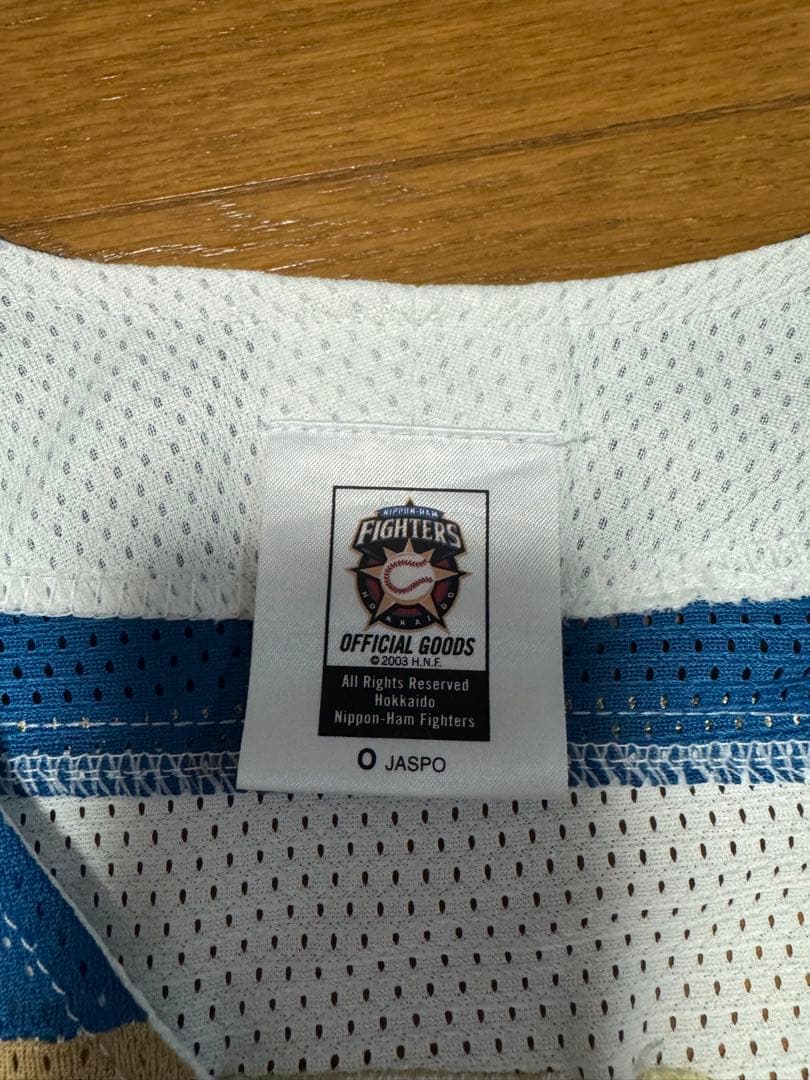 NIPPON-HAM
FIGHTERS
HOKKAIDO
OFFICIAL GOODS
© 2003 H.N.F.
All Rights Reserved
Hokkaido
Nippon-Ham Fighters
O JASPO